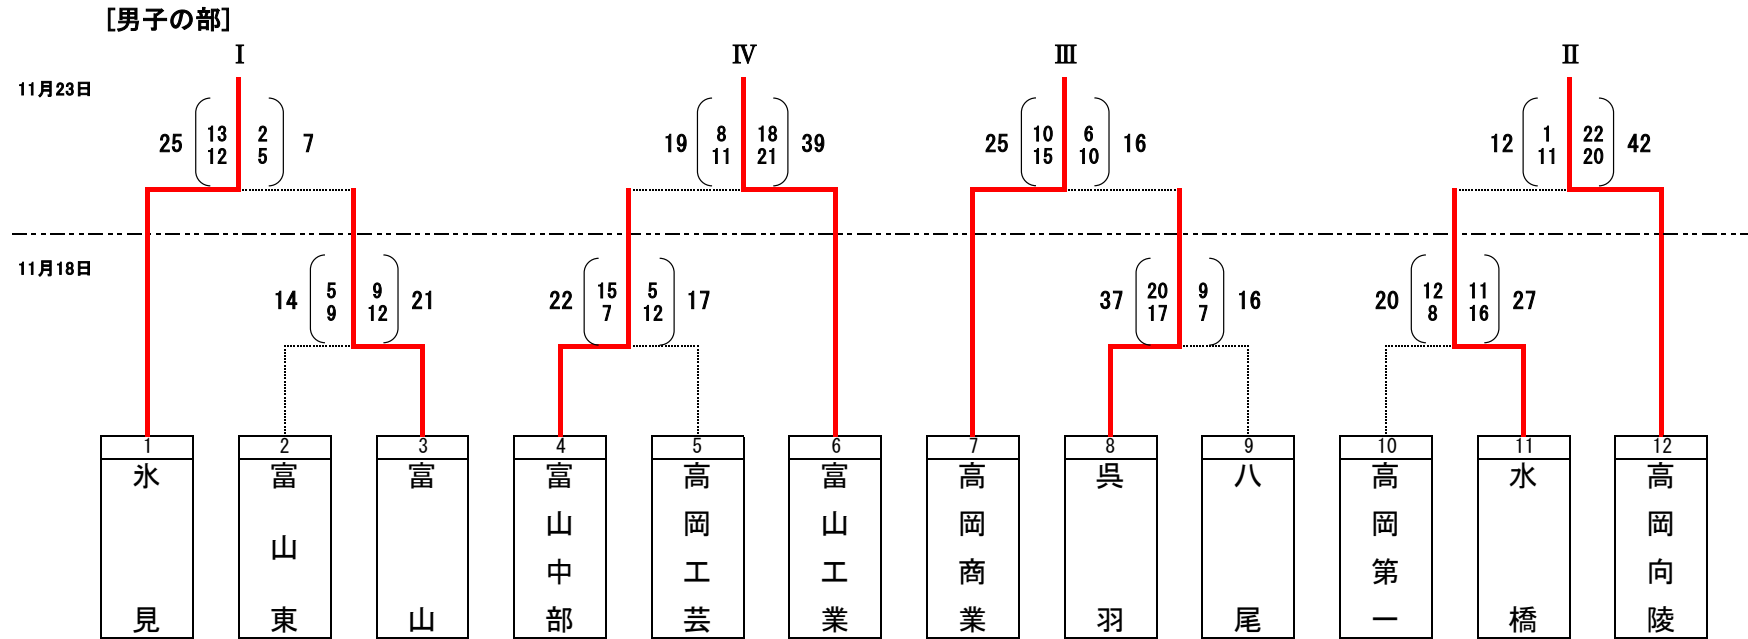 [男子の部]
Ⅰ Ⅳ Ⅲ Ⅱ
11月23日
25 13 2 7
12 5
19 8 18 39
11 21
25 10 6 16
15 10
12 1 22 42
11 20
11月18日
14 5 9 21
9 12
22 15 5 17
7 12
37 20 9 16
17 7
20 12 11 27
8 16
1 2 3 4 5 6 7 8 9 10 11 12
氷見
富山東
富山
富山中部
高岡工芸
富山工業
高岡商業
呉羽
八尾
高岡第一
水橋
高岡向陵